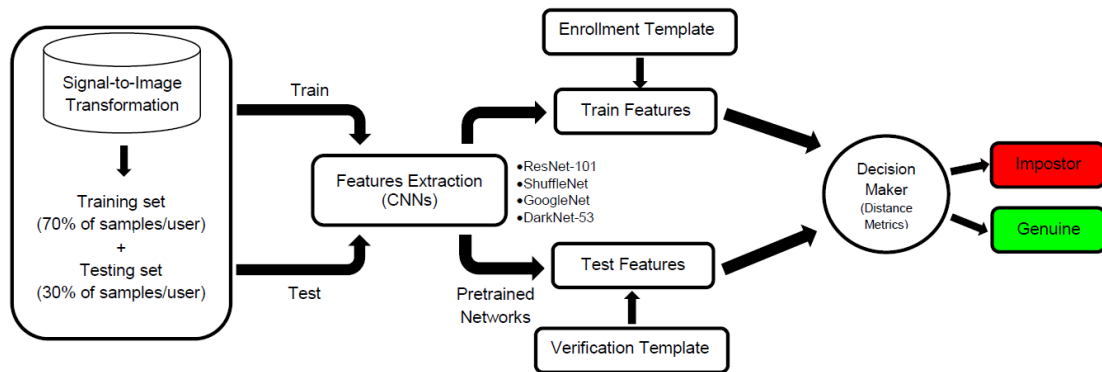 Signal-to-Image
Transformation
Training set
(70% of samples/user)
+
Testing set
(30% of samples/user)
Train
Test
Features Extraction
(CNNs)
•ResNet-101
•ShuffleNet
•GoogleNet
•DarkNet-53
Pretrained
Networks
Enrollment Template
Train Features
Test Features
Verification Template
Decision
Maker
(Distance
Metrics)
Impostor
Genuine